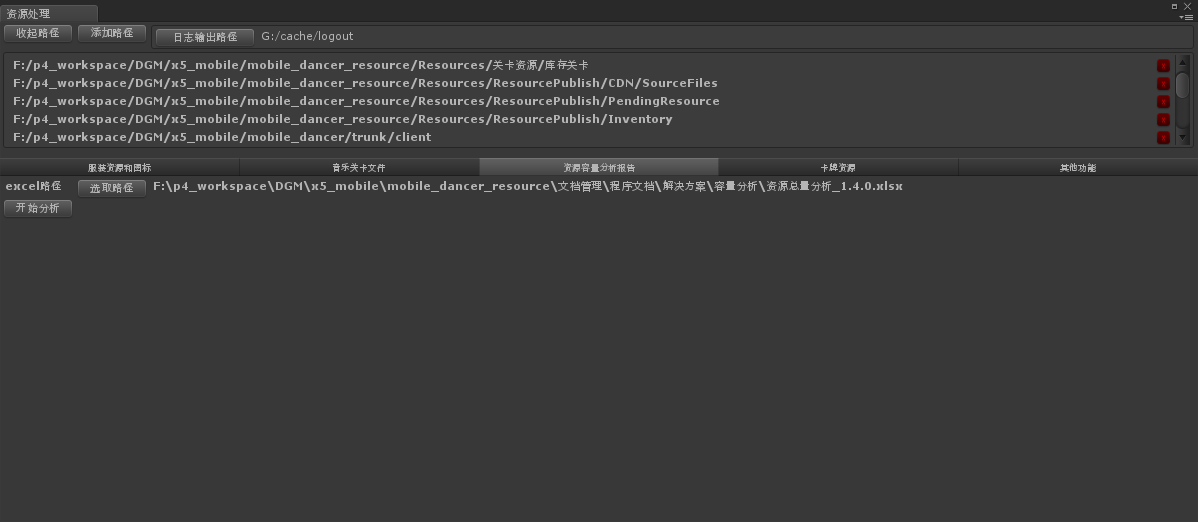 资源处理
收起路径 添加路径 日志输出路径 G:/cache/logout
F:/p4_workspace/DGM/x5_mobile/mobile_dancer_resource/Resources/关卡资源/库存关卡
F:/p4_workspace/DGM/x5_mobile/mobile_dancer_resource/Resources/ResourcePublish/CDN/SourceFiles
F:/p4_workspace/DGM/x5_mobile/mobile_dancer_resource/Resources/ResourcePublish/PendingResource
F:/p4_workspace/DGM/x5_mobile/mobile_dancer_resource/Resources/ResourcePublish/Inventory
F:/p4_workspace/DGM/x5_mobile/mobile_dancer/trunk/client
服装资源和图标 音乐关卡文件 资源容量分析报告 卡牌资源 其他功能
excel路径 选取路径 F:\p4_workspace\DGM\x5_mobile\mobile_dancer_resource\文档管理\程序文档\解决方案\容量分析\资源总量分析_1.4.0.xlsx
开始分析